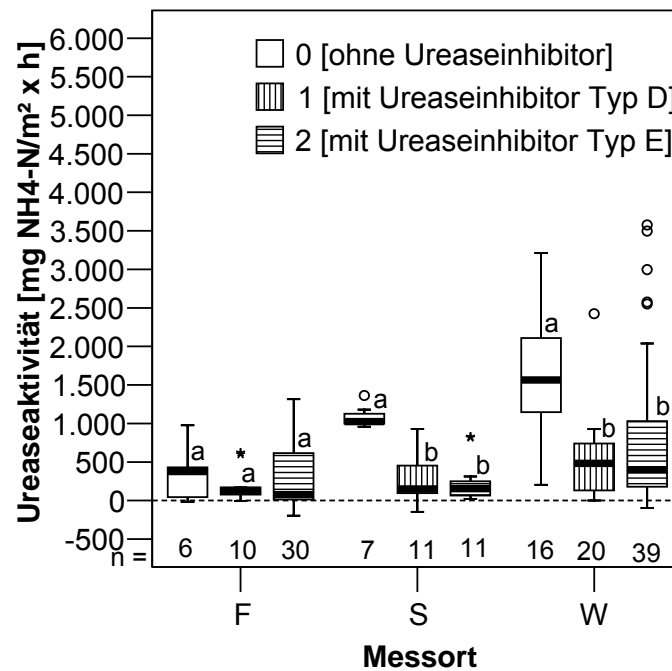 Ureaseaktivität [mg NH4-N/m² x h]
6.000
5.500
5.000
4.500
4.000
3.500
3.000
2.500
2.000
1.500
1.000
500
0
-500
0 [ohne Ureaseinhibitor]
1 [mit Ureaseinhibitor Typ D]
2 [mit Ureaseinhibitor Typ E]
a
a
a
a
b
b
a
b
b
n =
6 10 30 7 11 11 16 20 39
F S W
Messort